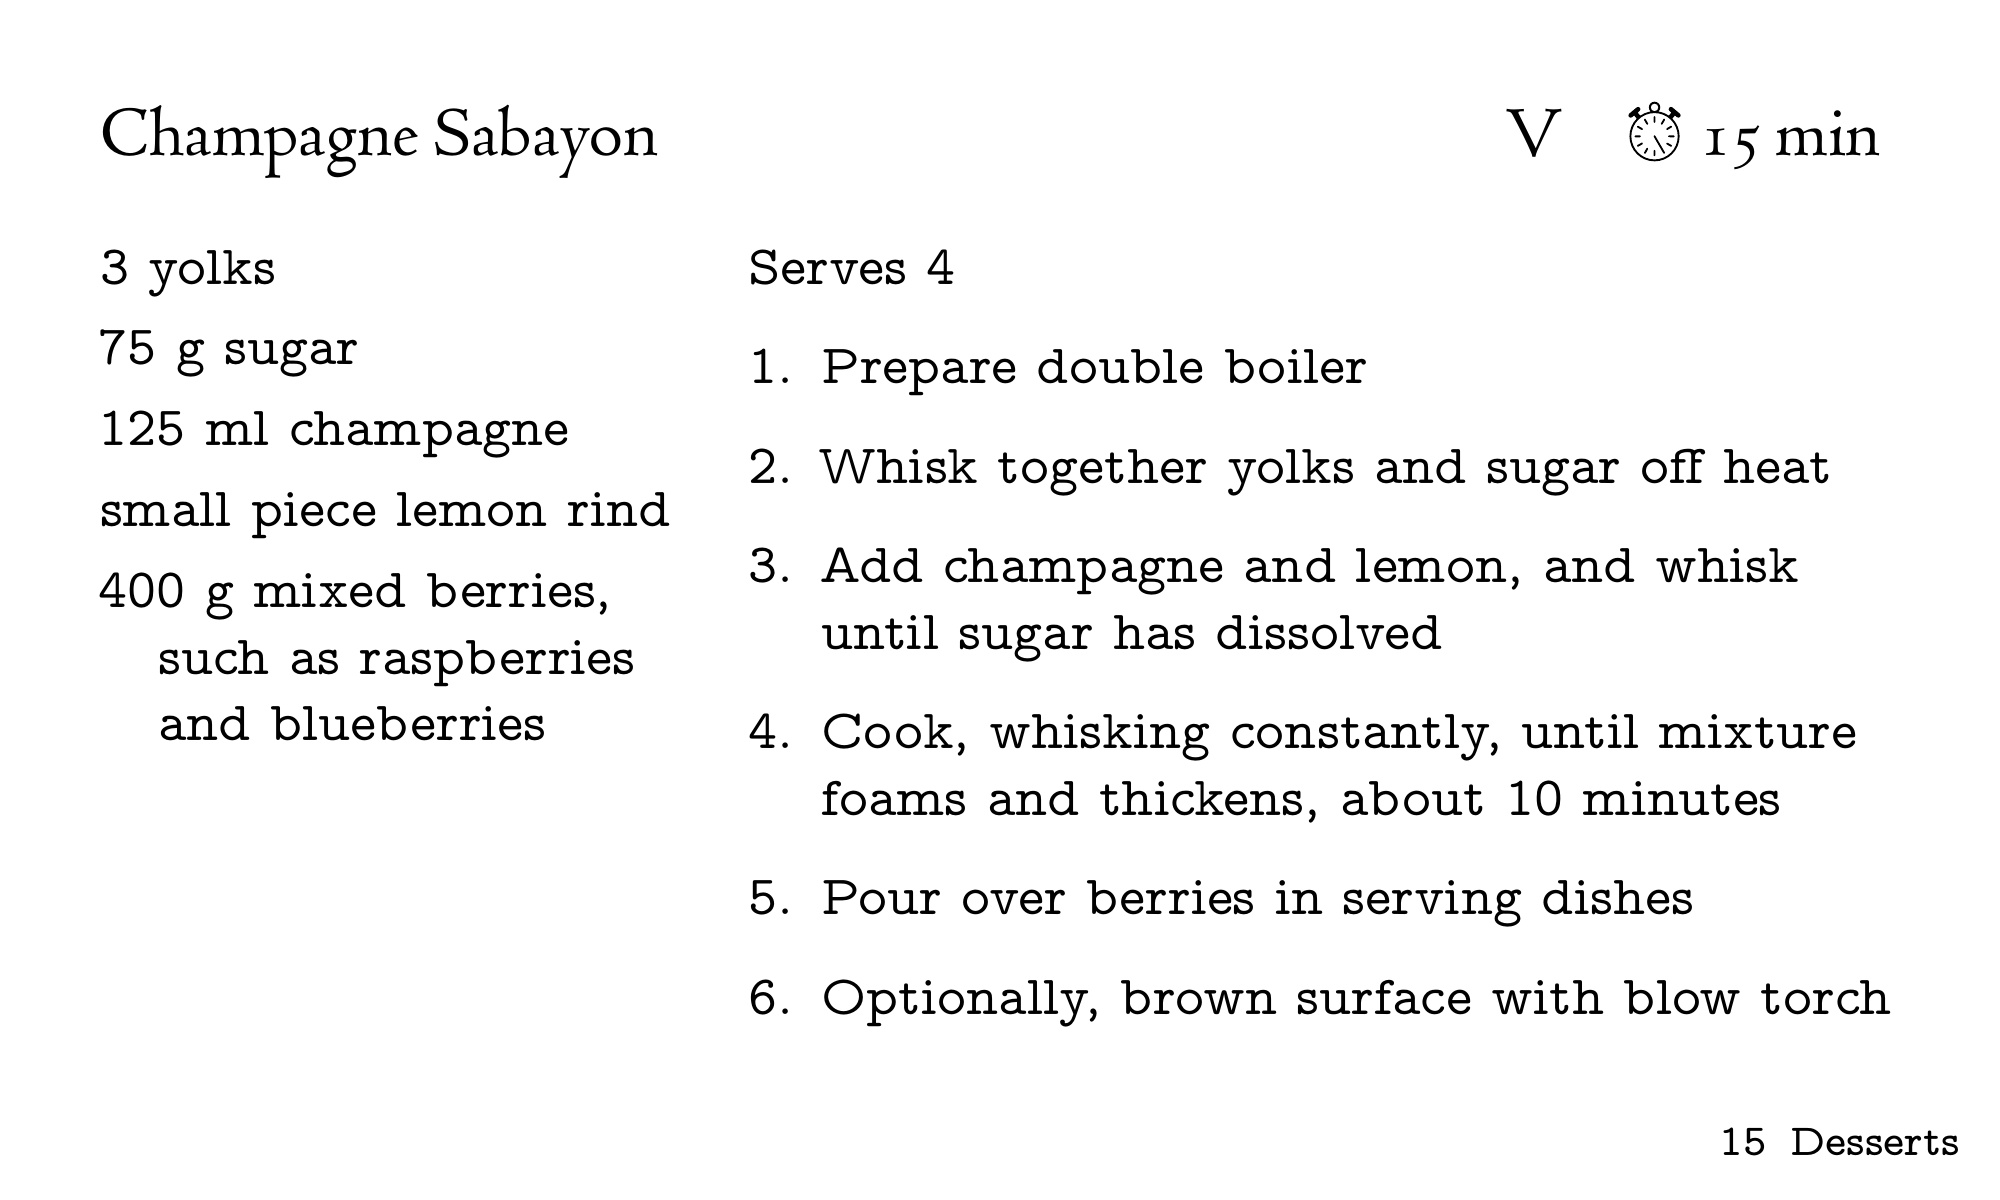 Champagne Sabayon
V 15 min
3 yolks
75 g sugar
125 ml champagne
small piece lemon rind
400 g mixed berries,
such as raspberries
and blueberries
Serves 4
1. Prepare double boiler
2. Whisk together yolks and sugar off heat
3. Add champagne and lemon, and whisk
until sugar has dissolved
4. Cook, whisking constantly, until mixture
foams and thickens, about 10 minutes
5. Pour over berries in serving dishes
6. Optionally, brown surface with blow torch
15 Desserts